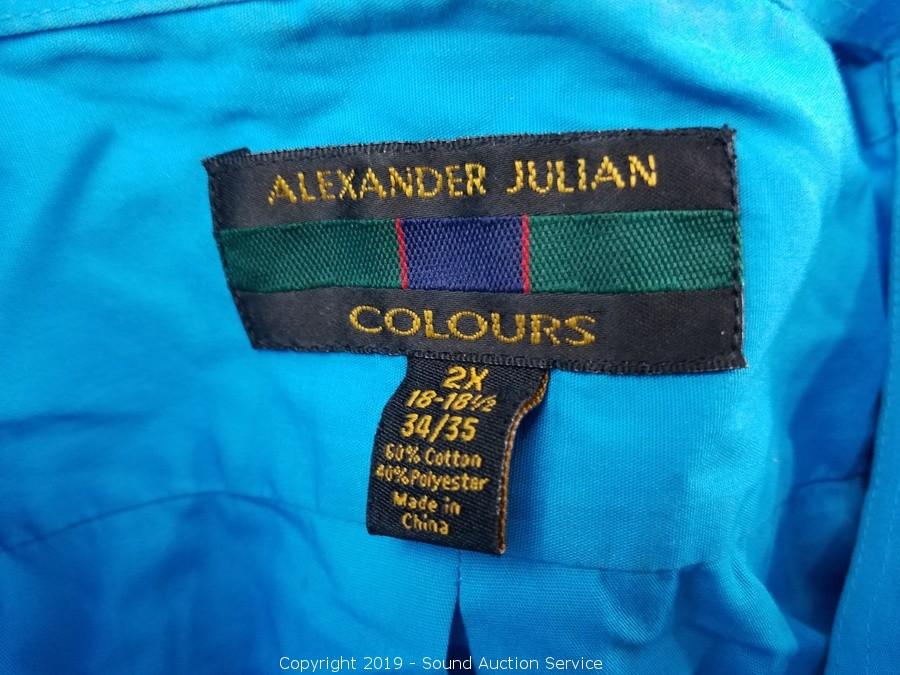 ALEXANDER JULIAN
COLOURS
2X
18-18½
34/35
60% Cotton
40% Polyester
Made in
China
Copyright 2019 - Sound Auction Service